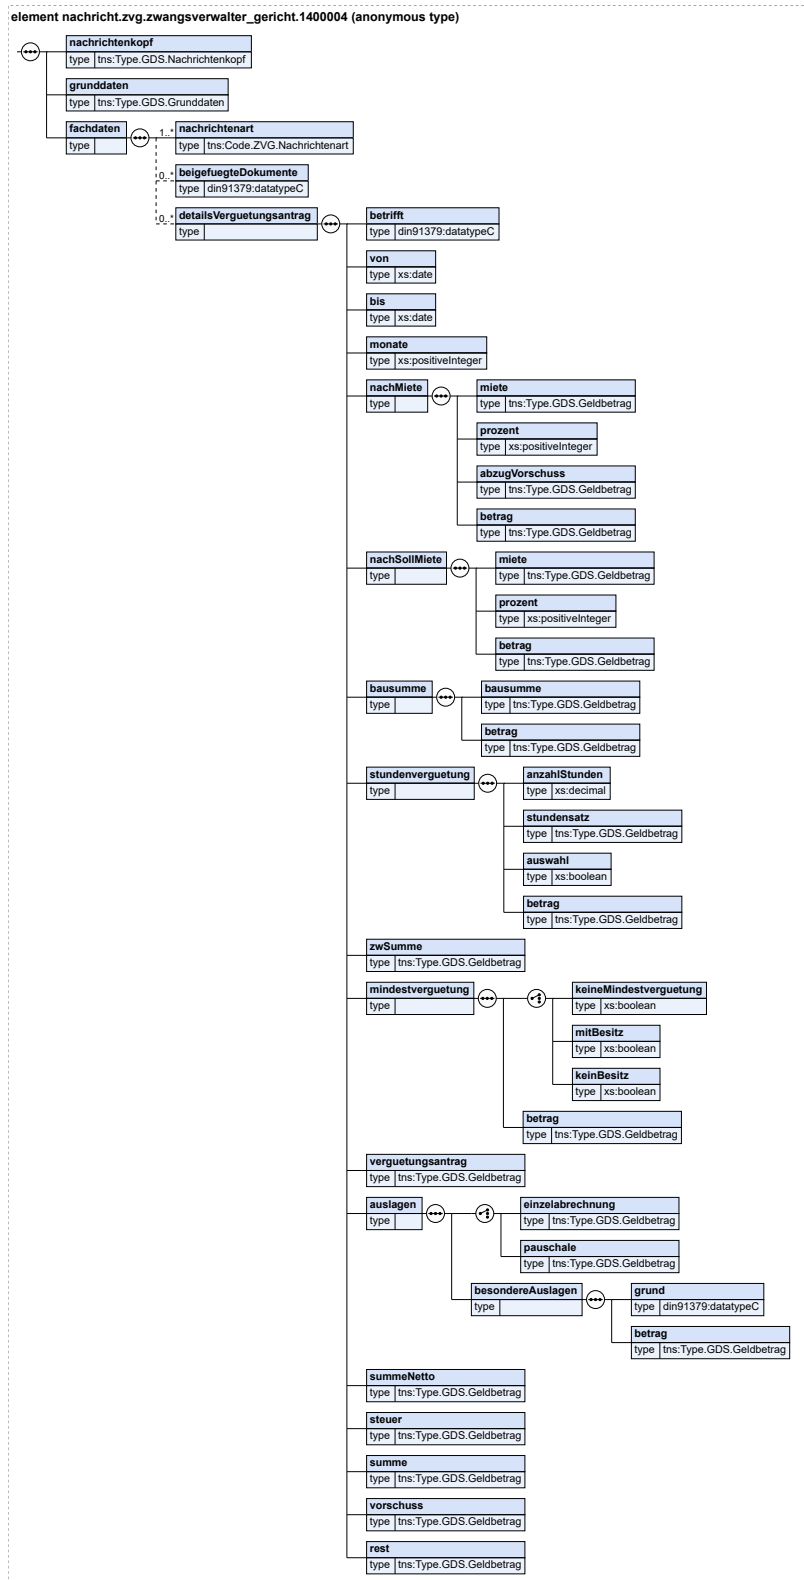 element nachricht.zvg.zwangsverwalter_gericht.1400004 (anonymous type)
nachrichtenkopf
type tns:Type.GDS.Nachrichtenkopf
grunddaten
type tns:Type.GDS.Grunddaten
fachdaten
type
1..*
nachrichtenart
type tns:Code.ZVG.Nachrichtenart
0..*
beigefuegteDokumente
type din91379:datatypeC
0..*
detailsVerguetungsantrag
type
betrifft
type din91379:datatypeC
von
type xs:date
bis
type xs:date
monate
type xs:positiveInteger
nachMiete
type
miete
type tns:Type.GDS.Geldbetrag
prozent
type xs:positiveInteger
abzugVorschuss
type tns:Type.GDS.Geldbetrag
betrag
type tns:Type.GDS.Geldbetrag
nachSollMiete
type
miete
type tns:Type.GDS.Geldbetrag
prozent
type xs:positiveInteger
betrag
type tns:Type.GDS.Geldbetrag
bausumme
type
bausumme
type tns:Type.GDS.Geldbetrag
betrag
type tns:Type.GDS.Geldbetrag
stundenverguetung
type
anzahlStunden
type xs:decimal
stundensatz
type tns:Type.GDS.Geldbetrag
auswahl
type xs:boolean
betrag
type tns:Type.GDS.Geldbetrag
zwSumme
type tns:Type.GDS.Geldbetrag
mindestverguetung
type
keineMindestverguetung
type xs:boolean
mitBesitz
type xs:boolean
keinBesitz
type xs:boolean
betrag
type tns:Type.GDS.Geldbetrag
verguetungsantrag
type tns:Type.GDS.Geldbetrag
auslagen
type
einzelabrechnung
type tns:Type.GDS.Geldbetrag
pauschale
type tns:Type.GDS.Geldbetrag
besondereAuslagen
type
grund
type din91379:datatypeC
betrag
type tns:Type.GDS.Geldbetrag
summeNetto
type tns:Type.GDS.Geldbetrag
steuer
type tns:Type.GDS.Geldbetrag
summe
type tns:Type.GDS.Geldbetrag
vorschuss
type tns:Type.GDS.Geldbetrag
rest
type tns:Type.GDS.Geldbetrag